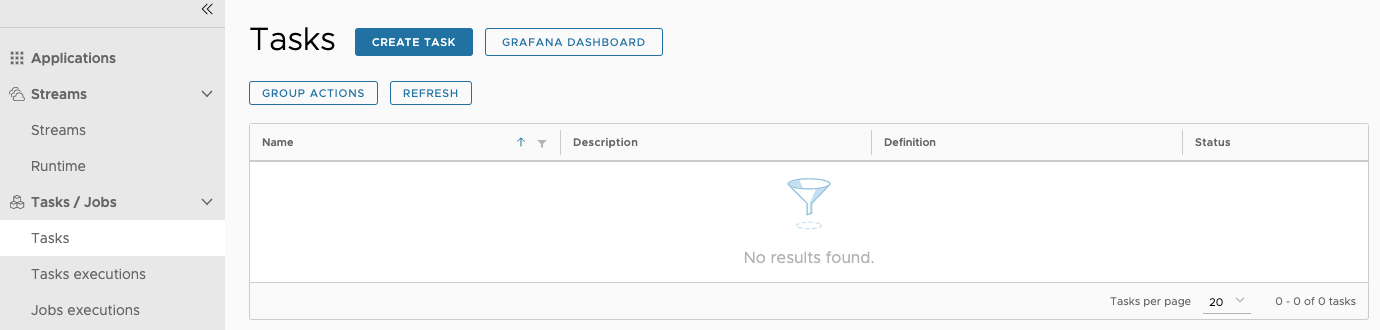 Applications
Streams
Streams
Runtime
Tasks / Jobs
Tasks
Tasks executions
Jobs executions
Tasks CREATE TASK GRAFANA DASHBOARD
GROUP ACTIONS REFRESH
Name Description Definition Status
No results found.
Tasks per page 20 0 - 0 of 0 tasks